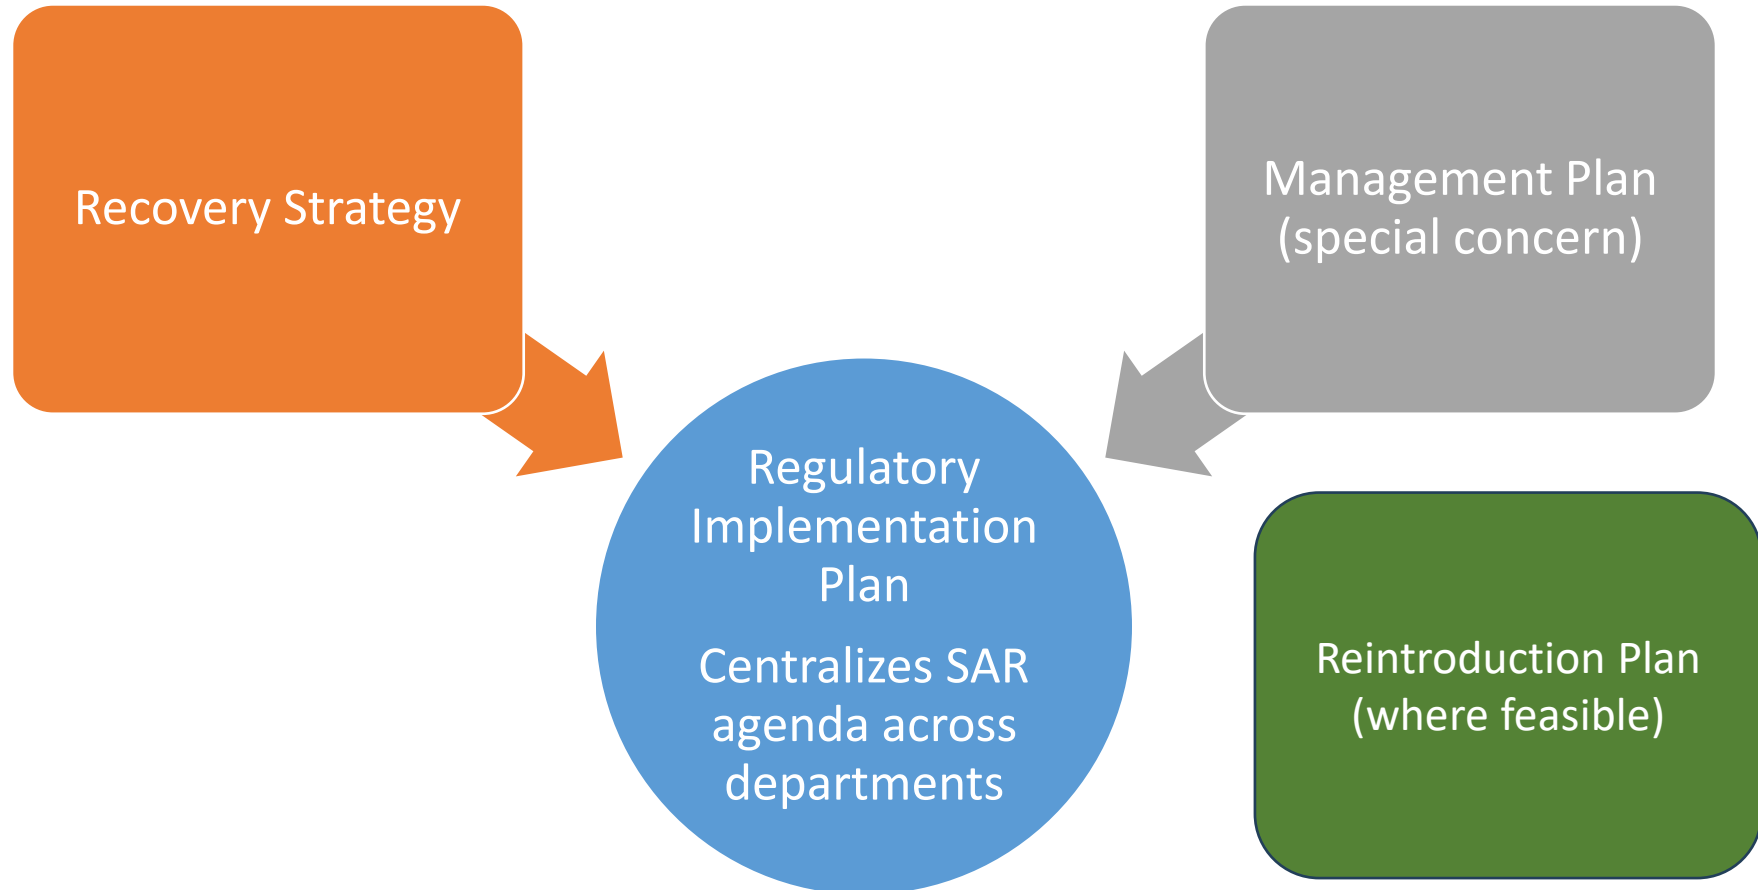 Recovery Strategy
Management Plan
(special concern)
Regulatory
Implementation
Plan
Centralizes SAR
agenda across
departments
Reintroduction Plan
(where feasible)